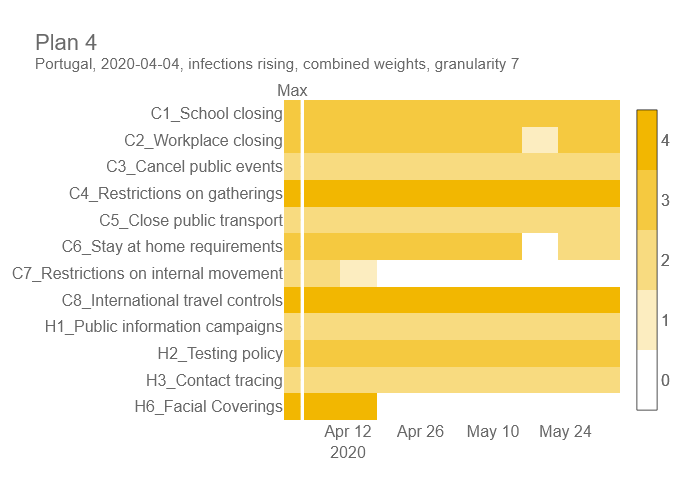 Plan 4
Portugal, 2020-04-04, infections rising, combined weights, granularity 7
Max
C1_School closing
C2_Workplace closing
C3_Cancel public events
C4_Restrictions on gatherings
C5_Close public transport
C6_Stay at home requirements
C7_Restrictions on internal movement
C8_International travel controls
H1_Public information campaigns
H2_Testing policy
H3_Contact tracing
H6_Facial Coverings
Apr 12 Apr 26 May 10 May 24
2020
4
3
2
1
0